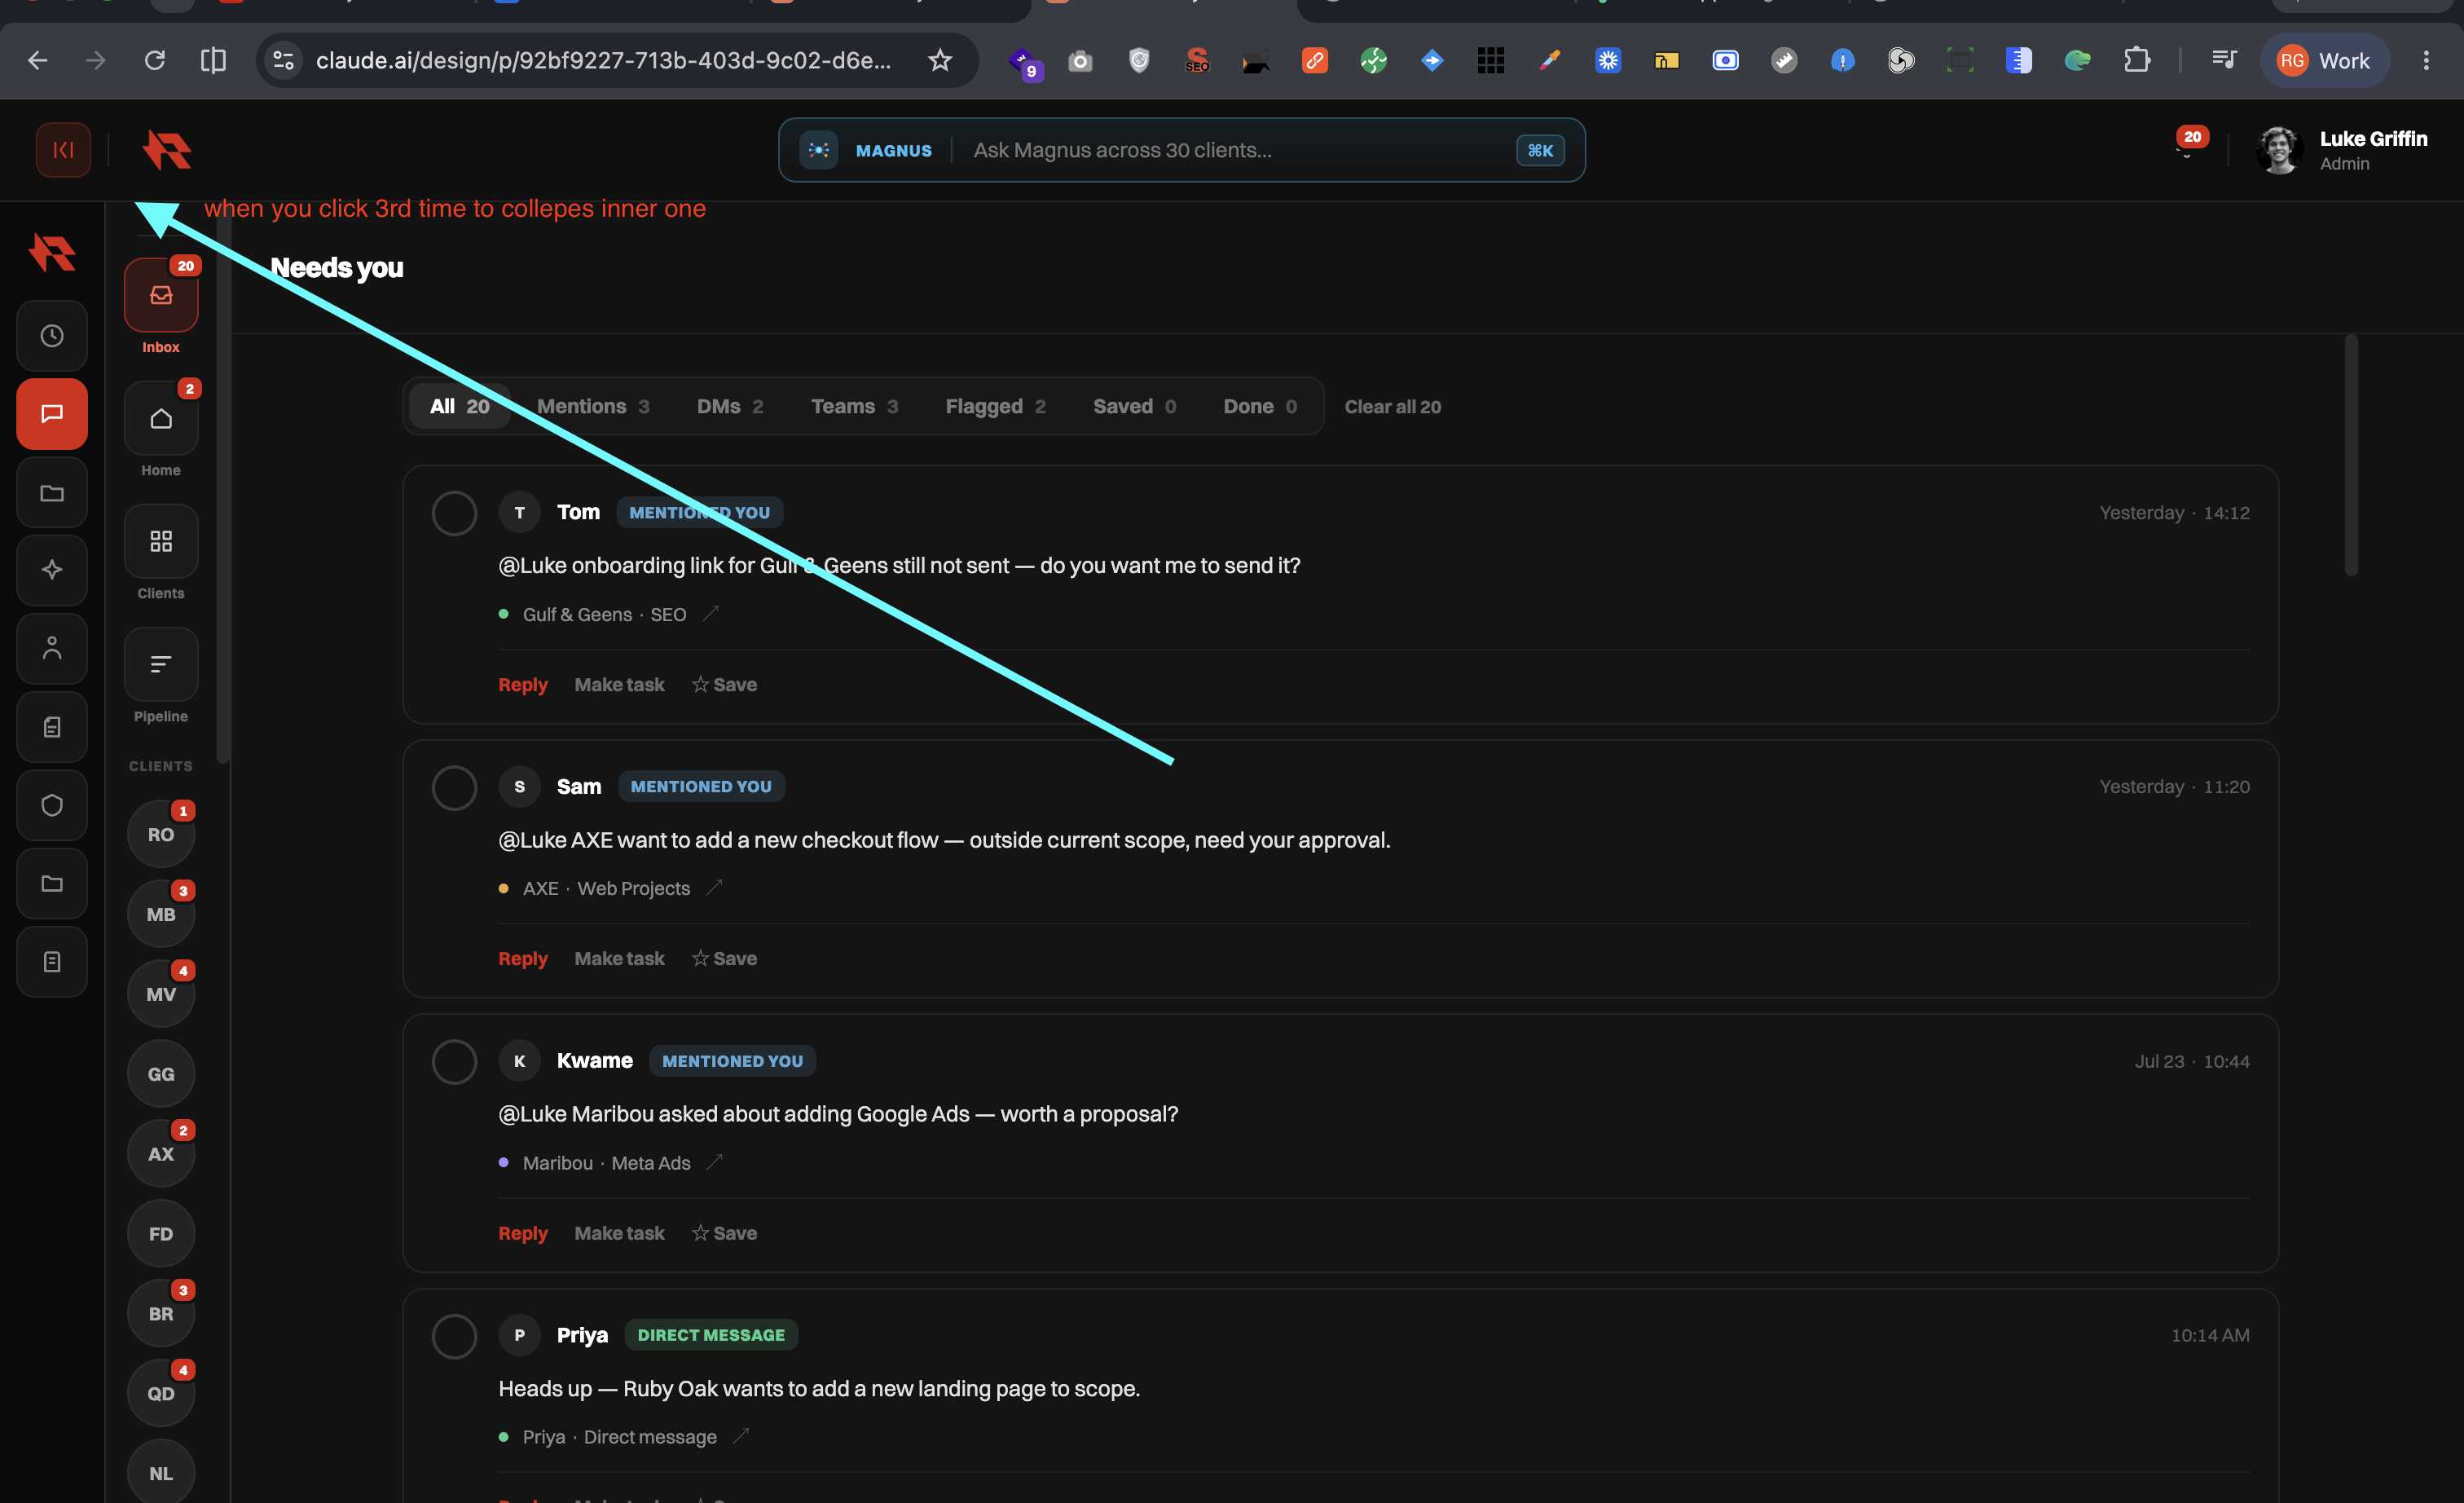 claude.ai/design/p/92bf9227-713b-403d-9c02-d6e...
9
SEO
RG Work
MAGNUS Ask Magnus across 30 clients... ⌘K
20
Luke Griffin
Admin
when you click 3rd time to collepes inner one
Needs you
20
Inbox
2
Home
Clients
Pipeline
CLIENTS
1
RO
3
MB
4
MV
GG
2
AX
FD
3
BR
4
QD
NL
All 20 Mentions 3 DMs 2 Teams 3 Flagged 2 Saved 0 Done 0 Clear all 20
T Tom MENTIONED YOU Yesterday · 14:12
@Luke onboarding link for Gulf & Geens still not sent — do you want me to send it?
Gulf & Geens · SEO
Reply Make task ☆ Save
S Sam MENTIONED YOU Yesterday · 11:20
@Luke AXE want to add a new checkout flow — outside current scope, need your approval.
AXE · Web Projects
Reply Make task ☆ Save
K Kwame MENTIONED YOU Jul 23 · 10:44
@Luke Maribou asked about adding Google Ads — worth a proposal?
Maribou · Meta Ads
Reply Make task ☆ Save
P Priya DIRECT MESSAGE 10:14 AM
Heads up — Ruby Oak wants to add a new landing page to scope.
Priya · Direct message